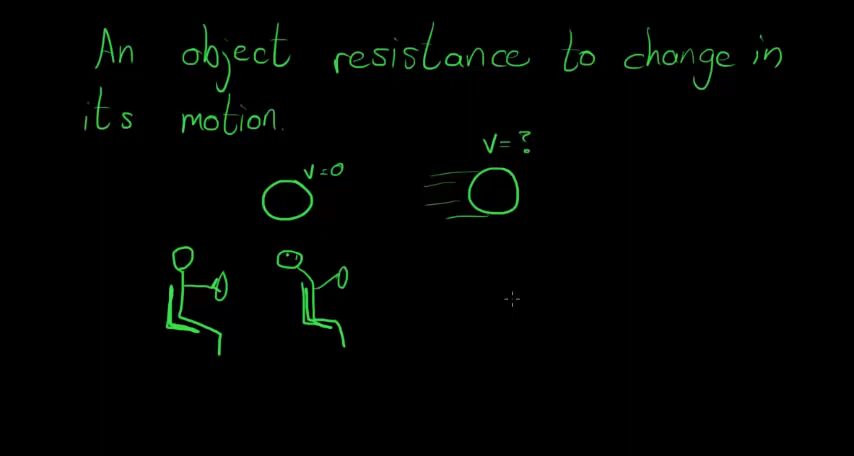 An object resistance to change in
its motion.
V = ?
V = 0